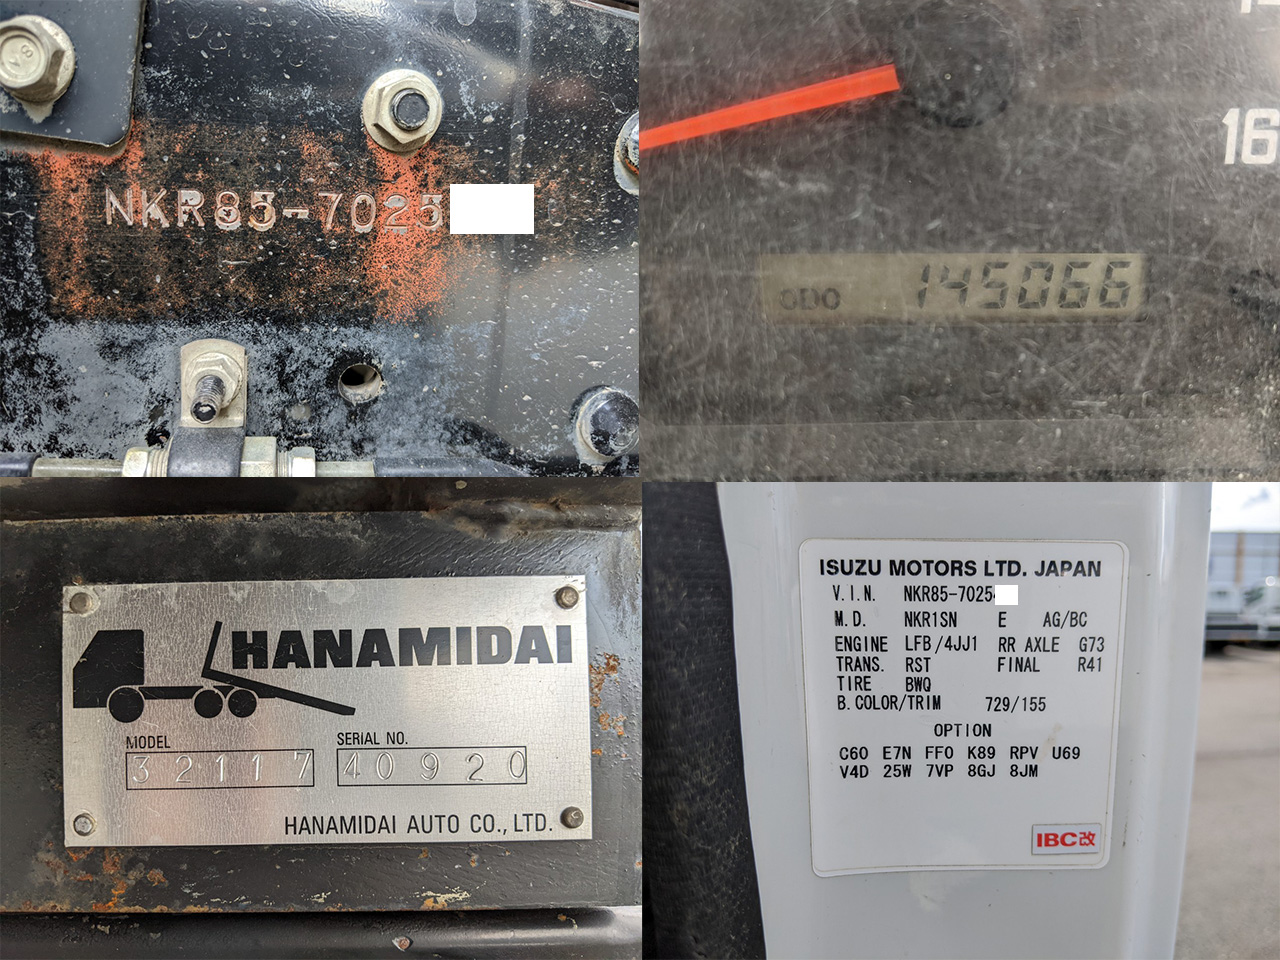 8A
NKR85-7025
16
ODO 145066
HANAMIDAI
MODEL SERIAL NO.
32117 40920
HANAMIDAI AUTO CO., LTD.
ISUZU MOTORS LTD. JAPAN
V.I.N. NKR85-7025
M.D. NKR1SN E AG/BC
ENGINE LFB/4JJ1 RR AXLE G73
TRANS. RST FINAL R41
TIRE BWQ
B.COLOR/TRIM 729/155
OPTION
C60 E7N FF0 K89 RPV U69
V4D 25W 7VP 8GJ 8JM
IBC改